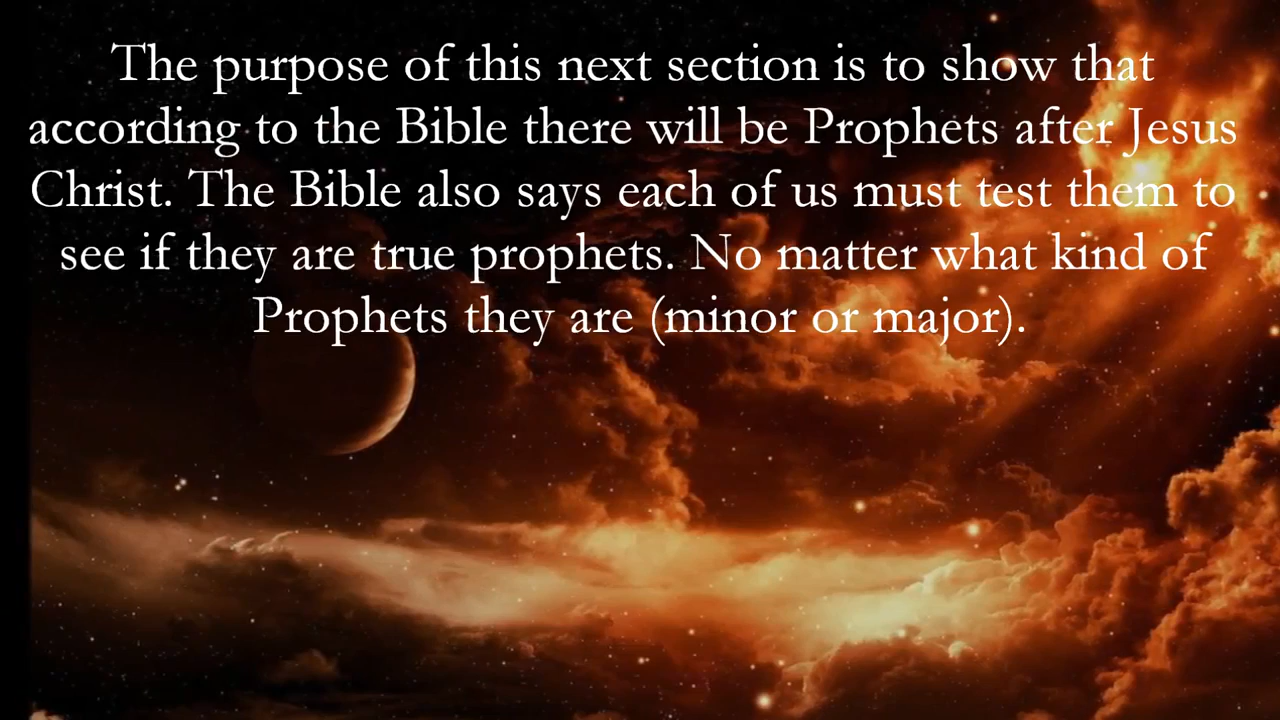 The purpose of this next section is to show that
according to the Bible there will be Prophets after Jesus
Christ. The Bible also says each of us must test them to
see if they are true prophets. No matter what kind of
Prophets they are (minor or major).